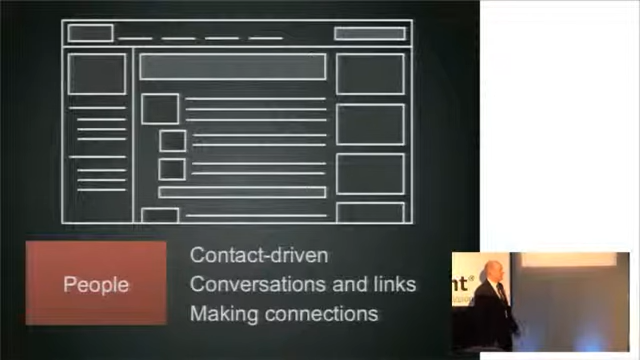 People
Contact-driven
Conversations and links
Making connections